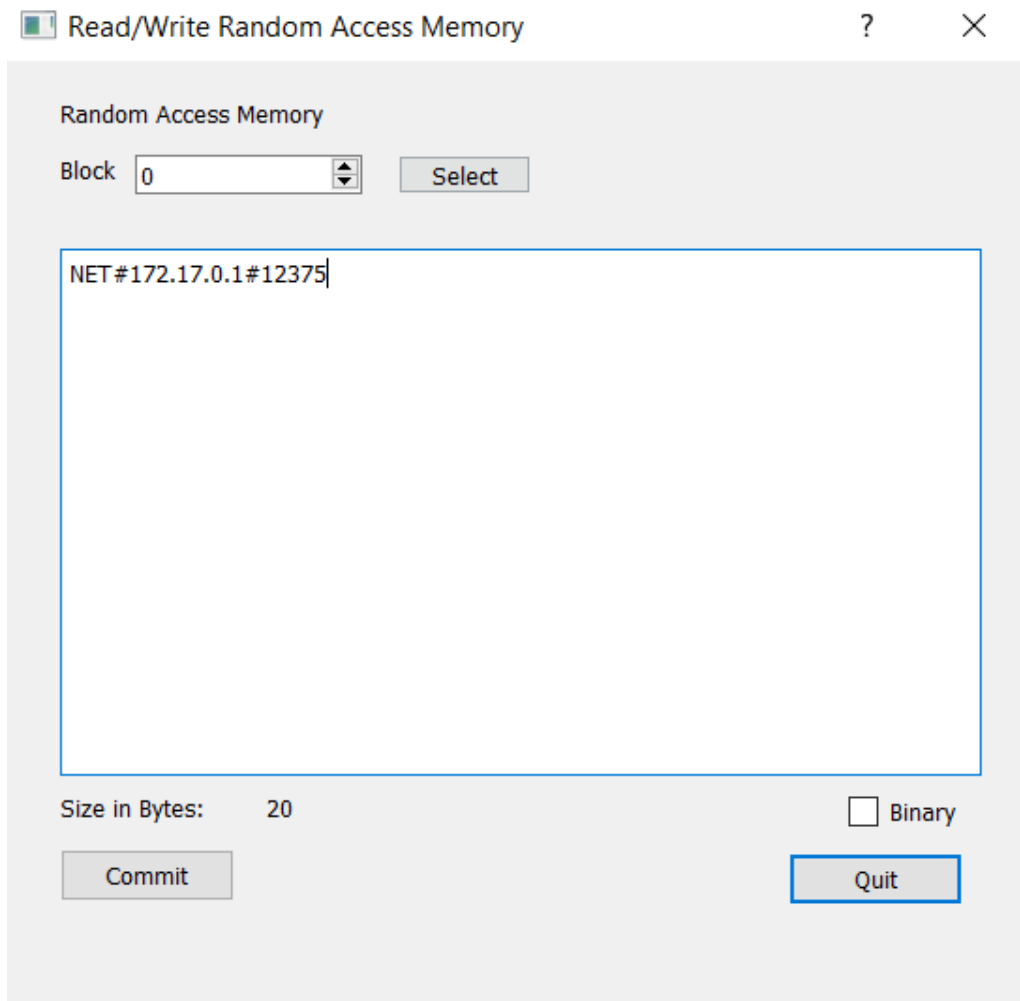 Read/Write Random Access Memory ?
Random Access Memory
Block 0 Select
NET#172.17.0.1#12375
Size in Bytes: 20 Binary
Commit Quit